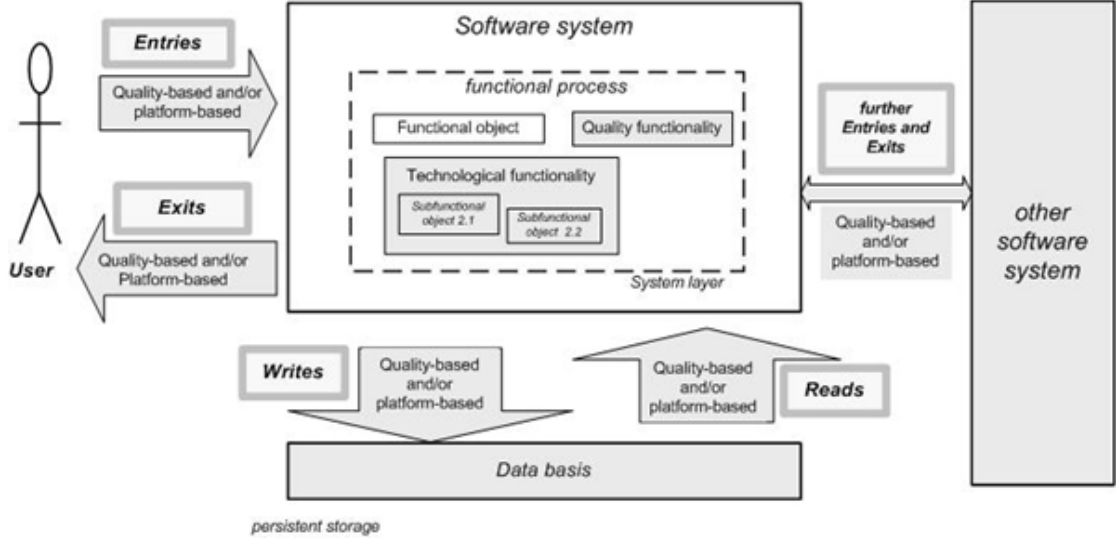 Software system
Entries
Quality-based and/or
platform-based
functional process
Functional object
Quality functionality
Technological functionality
Subfunctional
object 2.1
Subfunctional
object 2.2
System layer
further
Entries and
Exits
Quality-based
and/or
platform-based
other
software
system
Exits
Quality-based and/or
Platform-based
User
Writes
Quality-based
and/or
platform-based
Quality-based
and/or
platform-based
Reads
Data basis
persistent storage